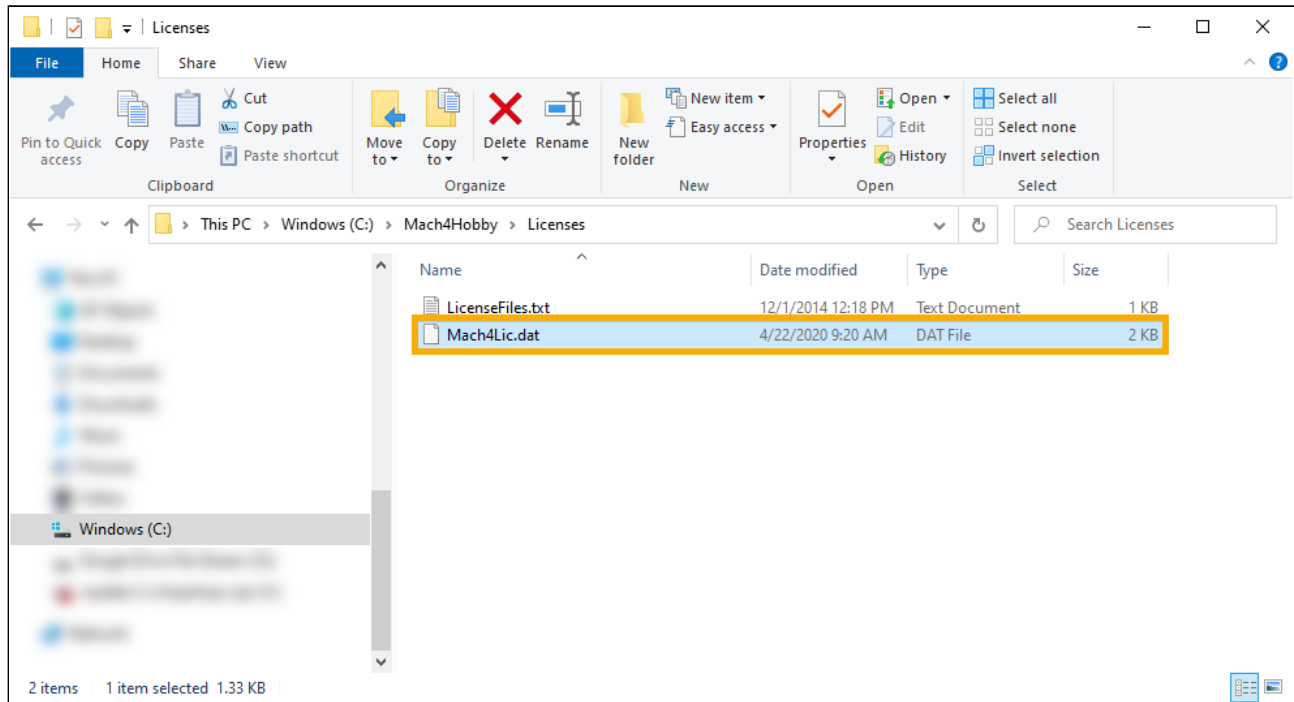 Licenses
File Home Share View
Pin to Quick access
Copy
Paste
Cut
Copy path
Paste shortcut
Clipboard
Move to
Copy to
Delete
Rename
Organize
New folder
New item
Easy access
New
Properties
Open
Edit
History
Open
Select all
Select none
Invert selection
Select
This PC > Windows (C:) > Mach4Hobby > Licenses
Search Licenses
Name Date modified Type Size
LicenseFiles.txt 12/1/2014 12:18 PM Text Document 1 KB
Mach4Lic.dat 4/22/2020 9:20 AM DAT File 2 KB
Windows (C:)
2 items 1 item selected 1.33 KB